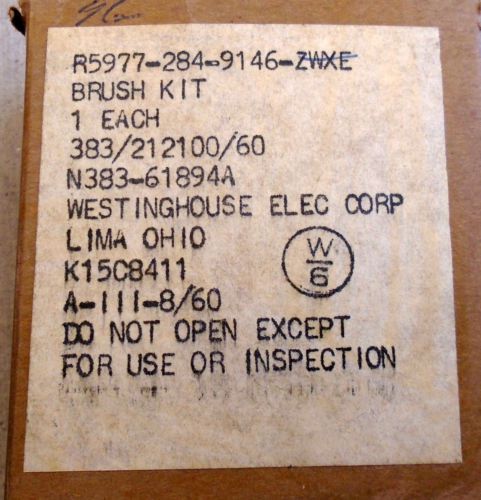 R5977-284-9146-ZWXE
BRUSH KIT
1 EACH
383/212100/60
N383-61894A
WESTINGHOUSE ELEC CORP
LIMA OHIO
K15C8411
W
6
A-III-8/60
DO NOT OPEN EXCEPT
FOR USE OR INSPECTION